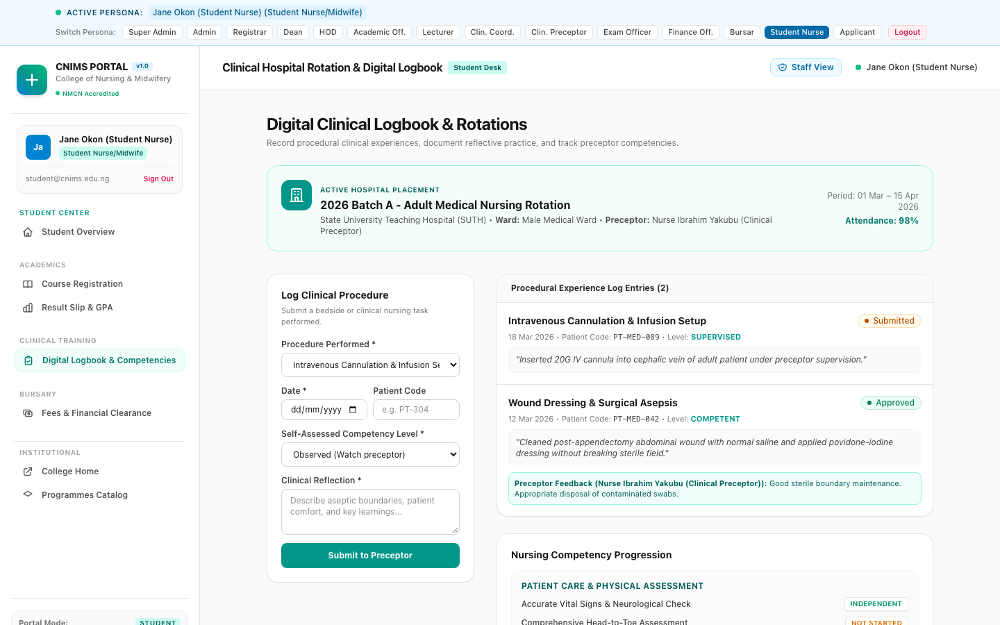 ACTIVE PERSONA: Jane Okon (Student Nurse) (Student Nurse/Midwife)
Switch Persona: Super Admin Admin Registrar Dean HOD Academic Off. Lecturer Clin. Coord. Clin. Preceptor Exam Officer Finance Off. Bursar Student Nurse Applicant Logout
CNIMS PORTAL v1.0
College of Nursing & Midwifery
NMCN Accredited
Ja
Jane Okon (Student Nurse)
Student Nurse/Midwife
student@cnims.edu.ng Sign Out
STUDENT CENTER
Student Overview
ACADEMICS
Course Registration
Result Slip & GPA
CLINICAL TRAINING
Digital Logbook & Competencies
BURSARY
Fees & Financial Clearance
INSTITUTIONAL
College Home
Programmes Catalog
Portal Mode: STUDENT
Clinical Hospital Rotation & Digital Logbook Student Desk
Staff View Jane Okon (Student Nurse)
Digital Clinical Logbook & Rotations
Record procedural clinical experiences, document reflective practice, and track preceptor competencies.
ACTIVE HOSPITAL PLACEMENT
2026 Batch A - Adult Medical Nursing Rotation
State University Teaching Hospital (SUTH) • Ward: Male Medical Ward • Preceptor: Nurse Ibrahim Yakubu (Clinical
Preceptor)
Period: 01 Mar – 15 Apr
2026
Attendance: 98%
Log Clinical Procedure
Submit a bedside or clinical nursing task
performed.
Procedure Performed *
Intravenous Cannulation & Infusion Se
Date * Patient Code
dd/mm/yyyy e.g. PT-304
Self-Assessed Competency Level *
Observed (Watch preceptor)
Clinical Reflection *
Describe aseptic boundaries, patient
comfort, and key learnings...
Submit to Preceptor
Procedural Experience Log Entries (2)
Intravenous Cannulation & Infusion Setup Submitted
18 Mar 2026 • Patient Code: PT-MED-089 • Level: SUPERVISED
"Inserted 20G IV cannula into cephalic vein of adult patient under preceptor supervision."
Wound Dressing & Surgical Asepsis Approved
12 Mar 2026 • Patient Code: PT-MED-042 • Level: COMPETENT
"Cleaned post-appendectomy abdominal wound with normal saline and applied povidone-iodine
dressing without breaking sterile field."
Preceptor Feedback (Nurse Ibrahim Yakubu (Clinical Preceptor)): Good sterile boundary maintenance.
Appropriate disposal of contaminated swabs.
Nursing Competency Progression
PATIENT CARE & PHYSICAL ASSESSMENT
Accurate Vital Signs & Neurological Check INDEPENDENT
Comprehensive Head-to-Toe Assessment NOT STARTED